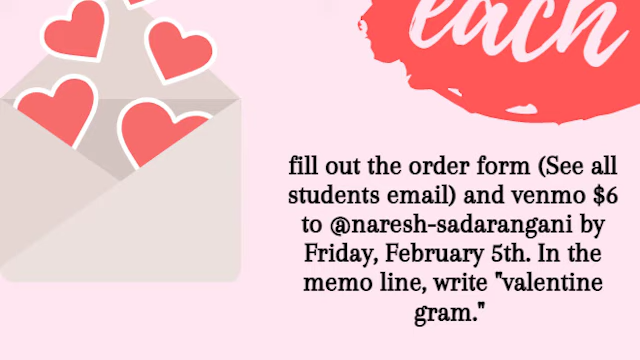 each
fill out the order form (See all
students email) and venmo $6
to @naresh-sadarangani by
Friday, February 5th. In the
memo line, write "valentine
gram."